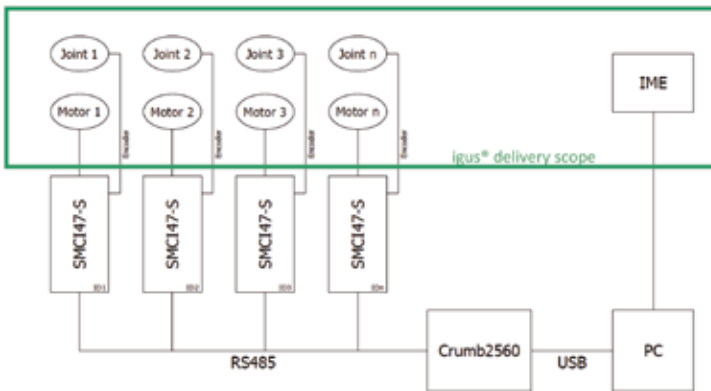 Joint 1
Joint 2
Joint 3
Joint n
IME
Motor 1
Motor 2
Motor 3
Motor n
Encoder
Encoder
Encoder
Encoder
igus® delivery scope
SMCI47-S
SMCI47-S
SMCI47-S
SMCI47-S
ID1
ID2
ID3
RS485
Crumb2560
USB
PC